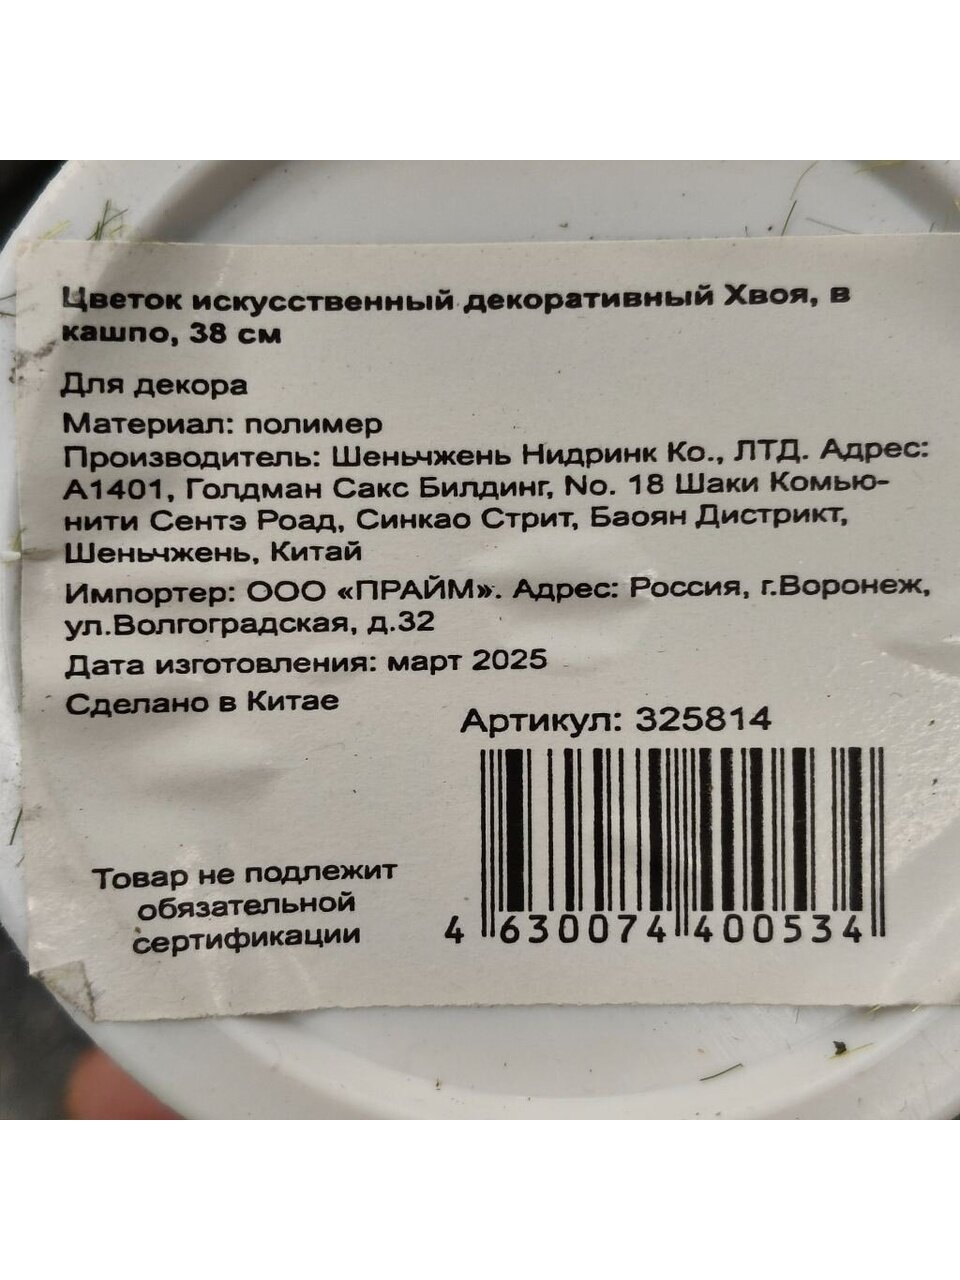 Цветок искусственный декоративный Хвоя, в
кашпо, 38 см
Для декора
Материал: полимер
Производитель: Шеньчжень Нидринк Ко., ЛТД. Адрес:
А1401, Голдман Сакс Билдинг, No. 18 Шаки Комью-
нити Сентэ Роад, Синкао Стрит, Баоян Дистрикт,
Шеньчжень, Китай
Импортер: ООО «ПРАЙМ». Адрес: Россия, г.Воронеж,
ул.Волгоградская, д.32
Дата изготовления: март 2025
Сделано в Китае
Артикул: 325814
Товар не подлежит
обязательной
сертификации
4 630074 400534